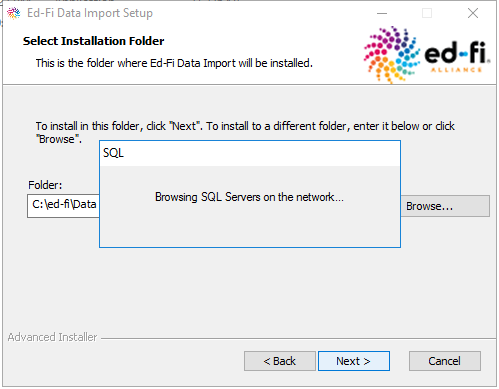 Ed-Fi Data Import Setup
Select Installation Folder
This is the folder where Ed-Fi Data Import will be installed.
ed-fi
ALLIANCE
To install in this folder, click "Next". To install to a different folder, enter it below or click
"Browse".
SQL
Browsing SQL Servers on the network...
Folder:
C:\ed-fi\Data
Browse...
Advanced Installer
< Back
Next >
Cancel